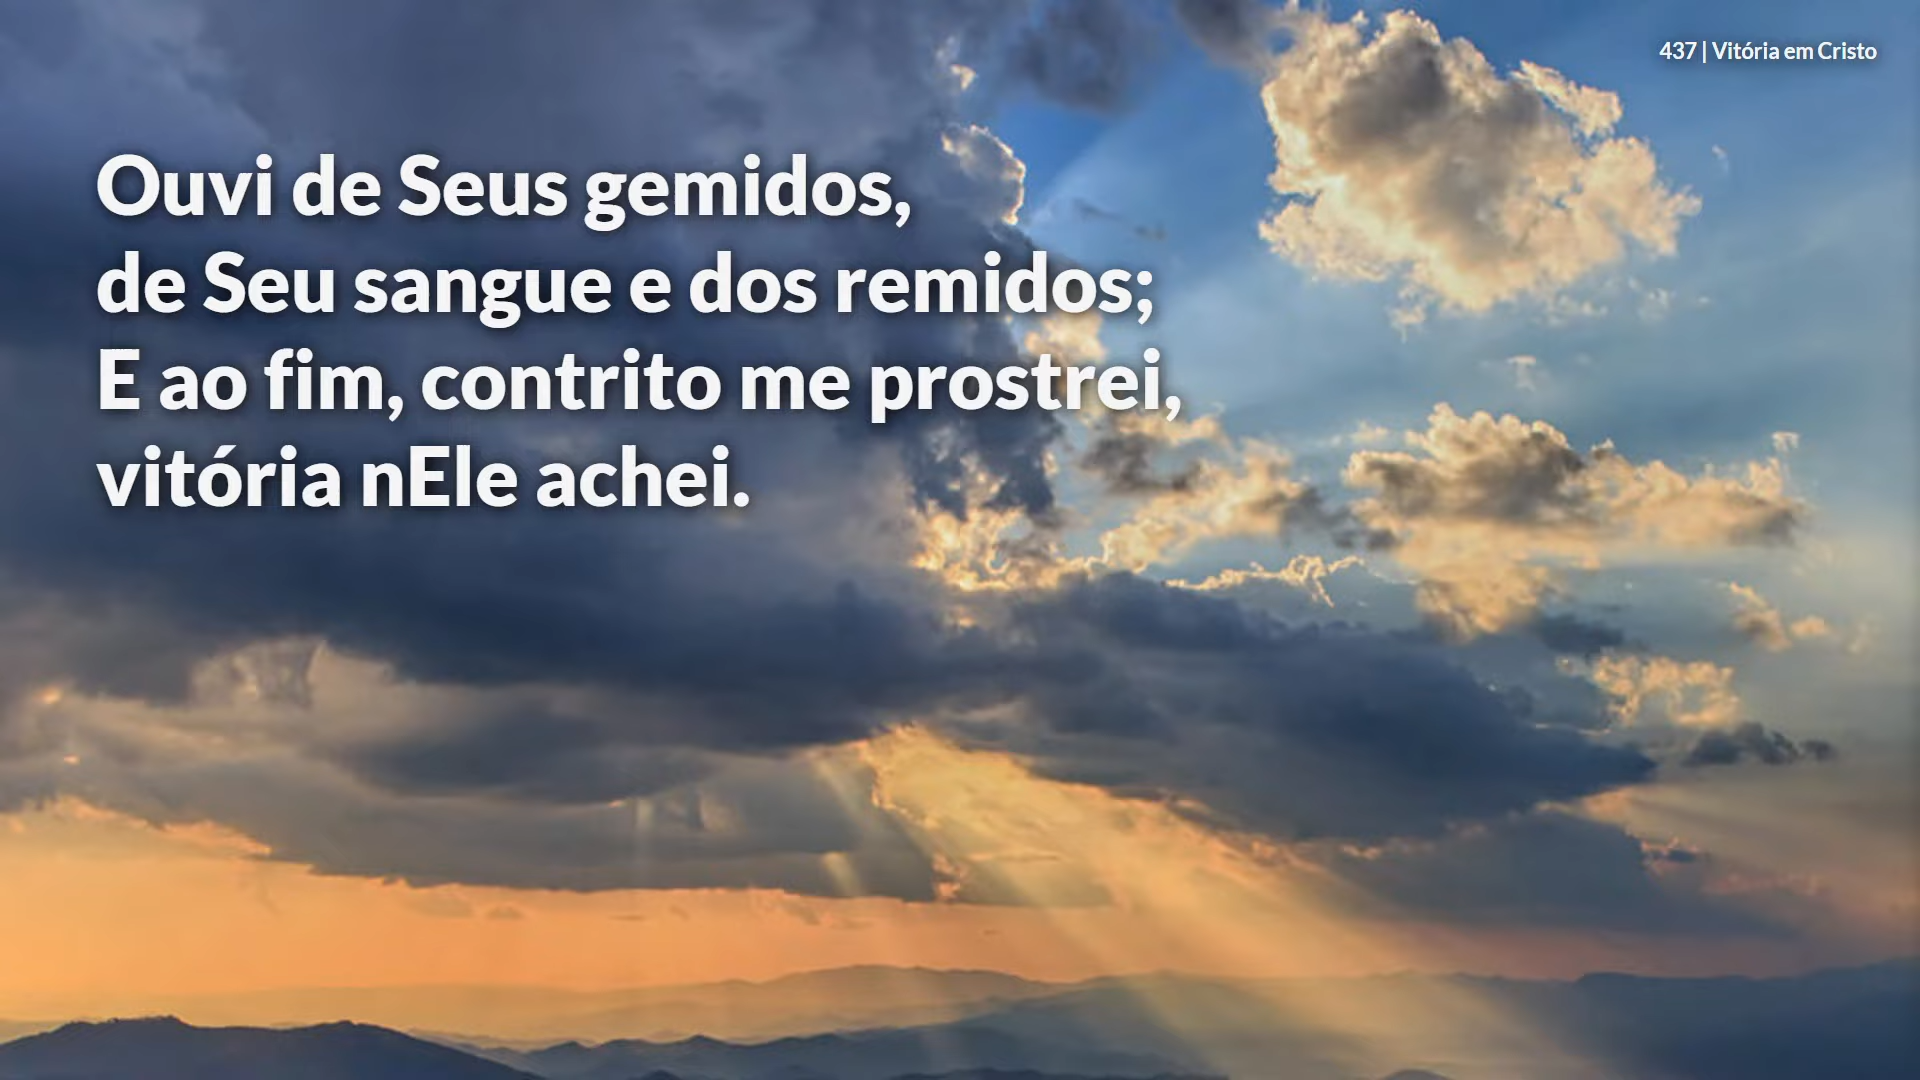 437 | Vitória em Cristo
Ouvi de Seus gemidos,
de Seu sangue e dos remidos;
E ao fim, contrito me prostrei,
vitória nEle achei.